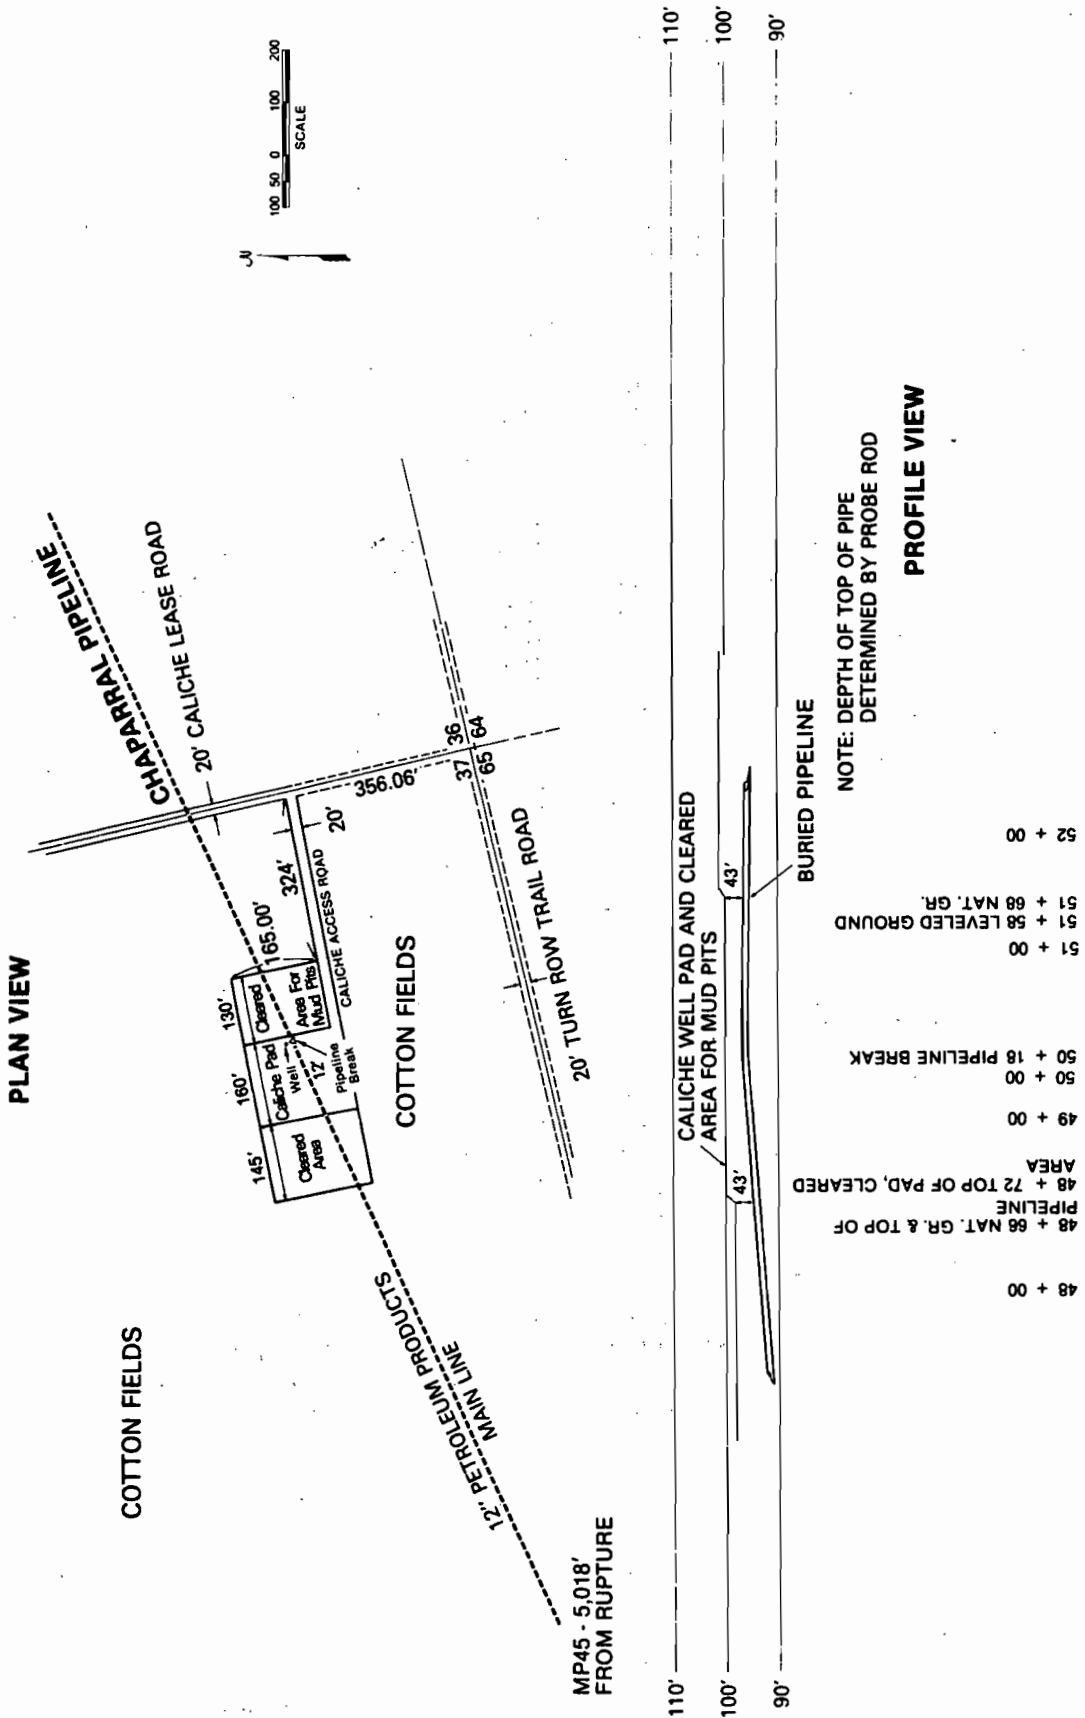 PLAN VIEW
COTTON FIELDS
CHAPARRAL PIPELINE
20' CALICHE LEASE ROAD
100 50 0 100 200
SCALE
N
145'
160'
130'
165.00'
324'
20'
356.06'
Cleared
Area
Caliche Pad
Well
12'
Pipeline
Break
Cleared
Area For
Mud Pits
CALICHE ACCESS ROAD
37 36
65 64
COTTON FIELDS
20' TURN ROW TRAIL ROAD
12" PETROLEUM PRODUCTS
MAIN LINE
MP45 - 5,018'
FROM RUPTURE
110'
100'
90'
110'
100'
90'
CALICHE WELL PAD AND CLEARED
AREA FOR MUD PITS
43'
43'
BURIED PIPELINE
NOTE: DEPTH OF TOP OF PIPE
DETERMINED BY PROBE ROD
48 + 00
48 + 66 NAT. GR. & TOP OF
PIPELINE
48 + 72 TOP OF PAD, CLEARED
AREA
49 + 00
50 + 00
50 + 18 PIPELINE BREAK
51 + 00
51 + 58 LEVELED GROUND
51 + 68 NAT. GR.
52 + 00
PROFILE VIEW